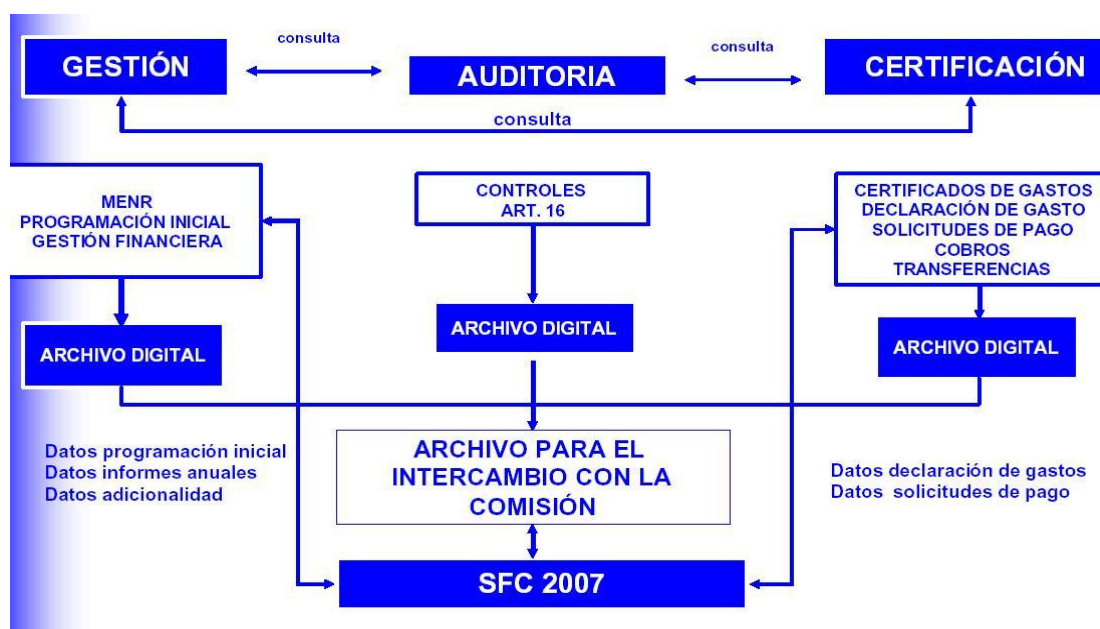 consulta
consulta
GESTIÓN
AUDITORIA
CERTIFICACIÓN
consulta
MENR
PROGRAMACIÓN INICIAL
GESTIÓN FINANCIERA
CONTROLES
ART. 16
CERTIFICADOS DE GASTOS
DECLARACIÓN DE GASTO
SOLICITUDES DE PAGO
COBROS
TRANSFERENCIAS
ARCHIVO DIGITAL
ARCHIVO DIGITAL
ARCHIVO DIGITAL
Datos programación inicial
Datos informes anuales
Datos adicionalidad
ARCHIVO PARA EL
INTERCAMBIO CON LA
COMISIÓN
Datos declaración de gastos
Datos solicitudes de pago
SFC 2007